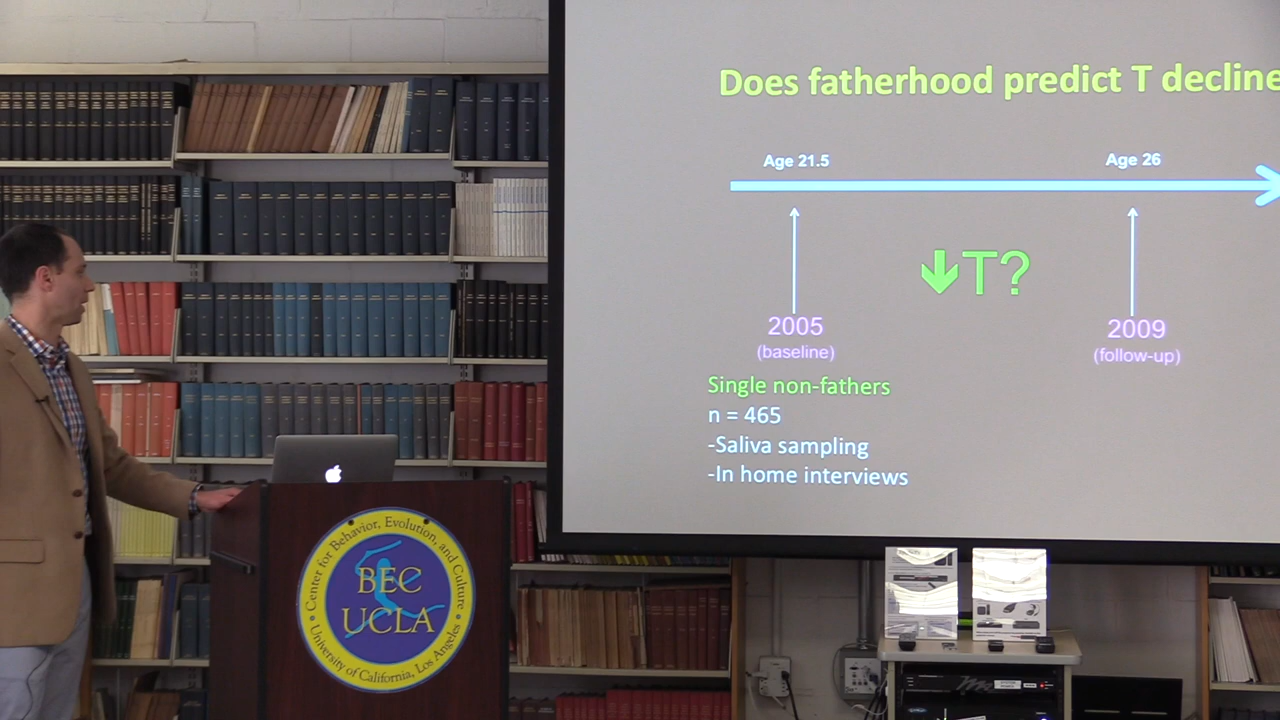 Does fatherhood predict T decline
Age 21.5
Age 26
T?
2005
(baseline)
2009
(follow-up)
Single non-fathers
n = 465
-Saliva sampling
-In home interviews
Center for Behavior, Evolution, and Culture
BEC
UCLA
University of California, Los Angeles